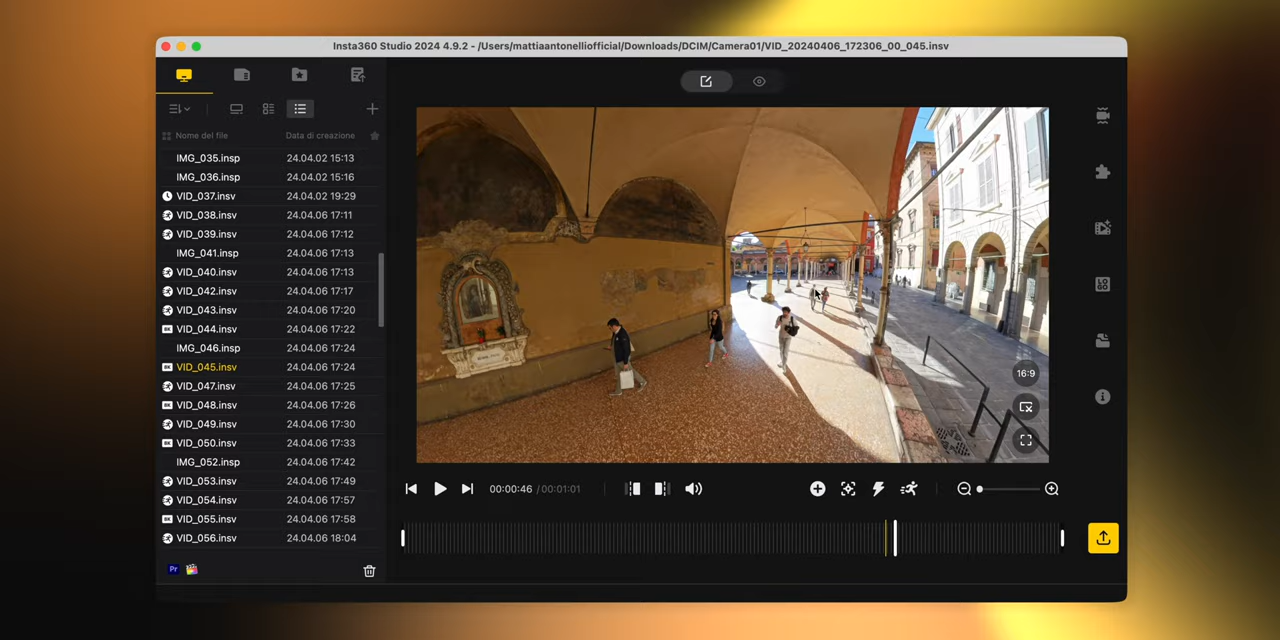 Insta360 Studio 2024 4.9.2 - /Users/mattiaantonelliofficial/Downloads/DCIM/Camera01/VID_20240406_172306_00_045.insv
Nome del file Data di creazione
IMG_035.insp 24.04.02 15:13
IMG_036.insp 24.04.02 15:16
VID_037.insv 24.04.02 19:29
VID_038.insv 24.04.06 17:11
VID_039.insv 24.04.06 17:12
IMG_041.insp 24.04.06 17:13
VID_040.insv 24.04.06 17:13
VID_042.insv 24.04.06 17:17
VID_043.insv 24.04.06 17:20
VID_044.insv 24.04.06 17:22
IMG_046.insp 24.04.06 17:24
VID_045.insv 24.04.06 17:24
VID_047.insv 24.04.06 17:25
VID_048.insv 24.04.06 17:26
VID_049.insv 24.04.06 17:30
VID_050.insv 24.04.06 17:33
IMG_052.insp 24.04.06 17:42
VID_053.insv 24.04.06 17:49
VID_054.insv 24.04.06 17:57
VID_055.insv 24.04.06 17:58
VID_056.insv 24.04.06 18:04
Pr
LOGO
16:9
00:00:46 /00:01:01